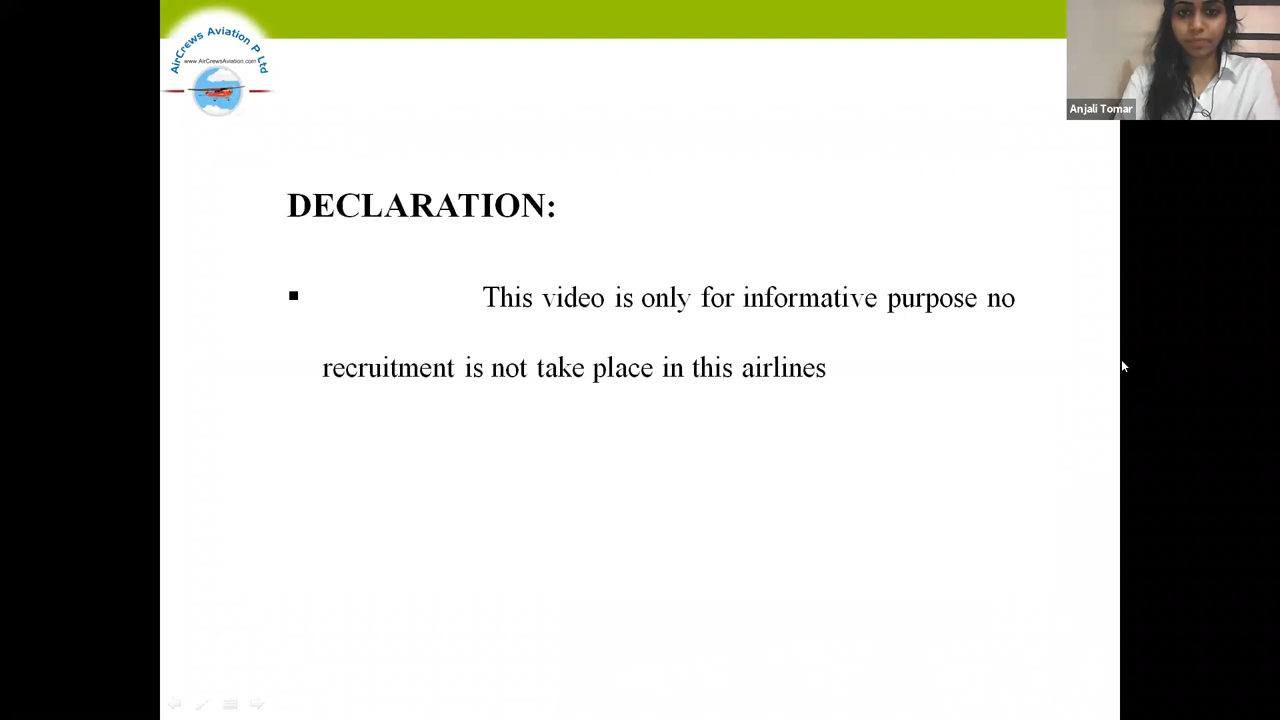 AirCrews Aviation P Ltd
www.AirCrewsAviation.com
Anjali Tomar
DECLARATION:
This video is only for informative purpose no
recruitment is not take place in this airlines